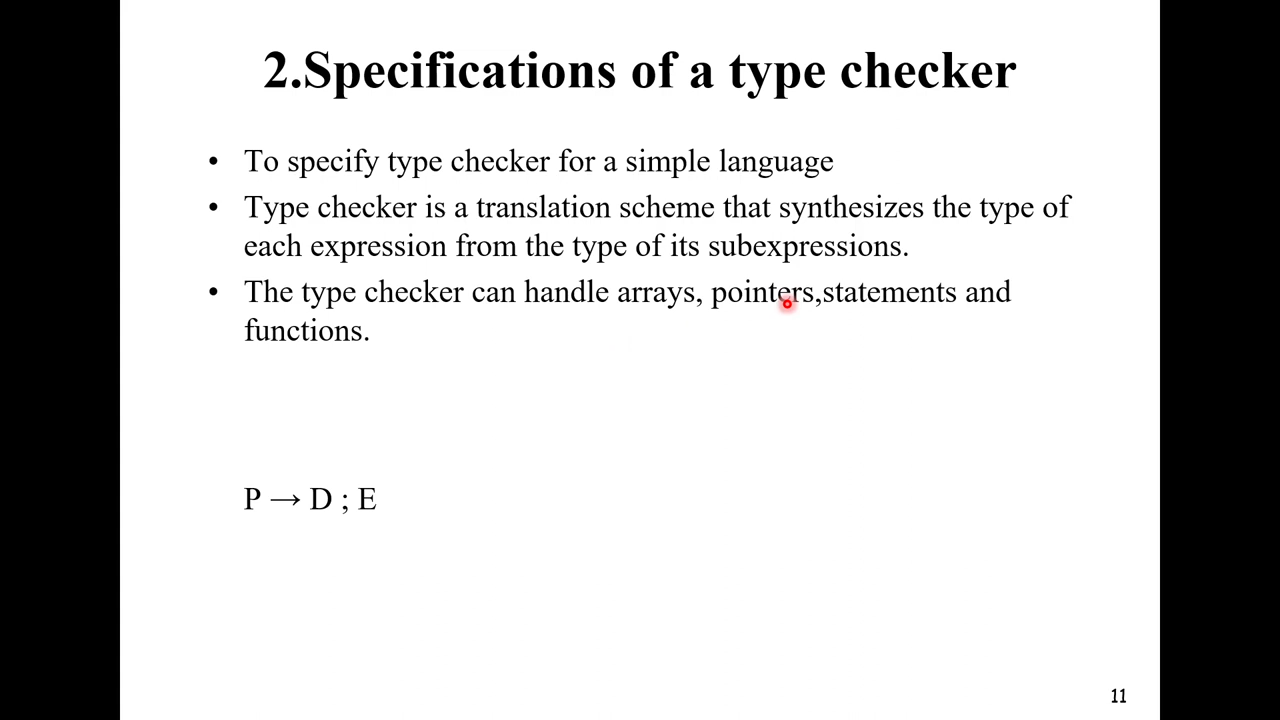 2.Specifications of a type checker
• To specify type checker for a simple language
• Type checker is a translation scheme that synthesizes the type of
each expression from the type of its subexpressions.
• The type checker can handle arrays, pointers,statements and
functions.
P → D ; E
11